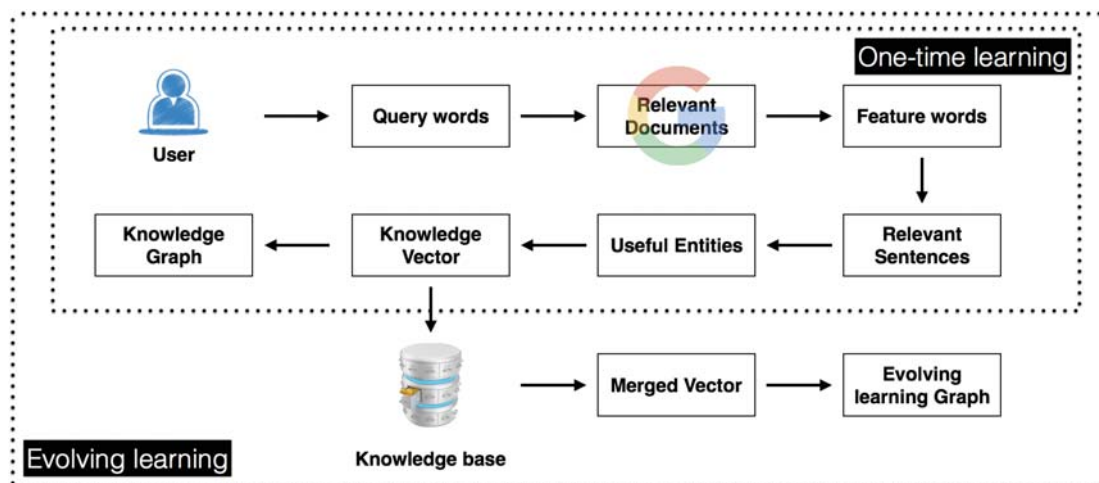 One-time learning
User
Query words
Relevant
Documents
Feature words
Knowledge
Graph
Knowledge
Vector
Useful Entities
Relevant
Sentences
Knowledge base
Merged Vector
Evolving
learning Graph
Evolving learning